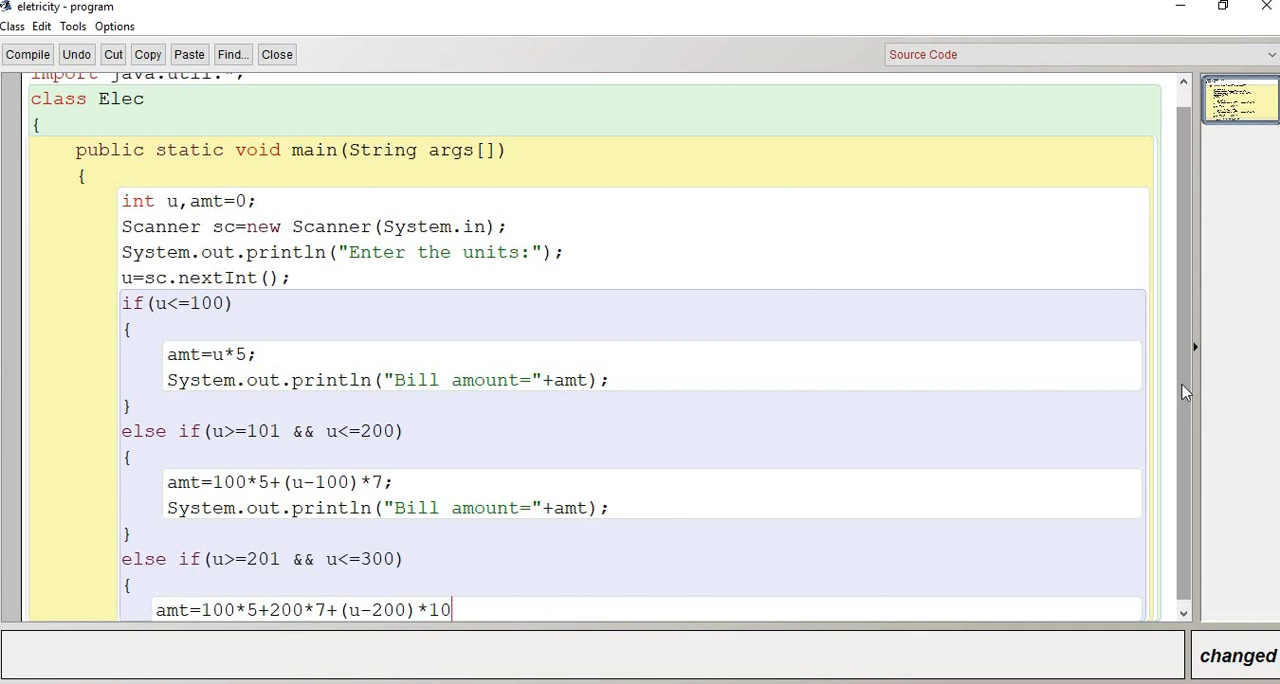 eletricity - program
Class Edit Tools Options
Compile Undo Cut Copy Paste Find... Close Source Code
import java.util.*;
class Elec
{
public static void main(String args[])
{
int u,amt=0;
Scanner sc=new Scanner(System.in);
System.out.println("Enter the units:");
u=sc.nextInt();
if(u<=100)
{
amt=u*5;
System.out.println("Bill amount="+amt);
}
else if(u>=101 && u<=200)
{
amt=100*5+(u-100)*7;
System.out.println("Bill amount="+amt);
}
else if(u>=201 && u<=300)
{
amt=100*5+200*7+(u-200)*10
changed